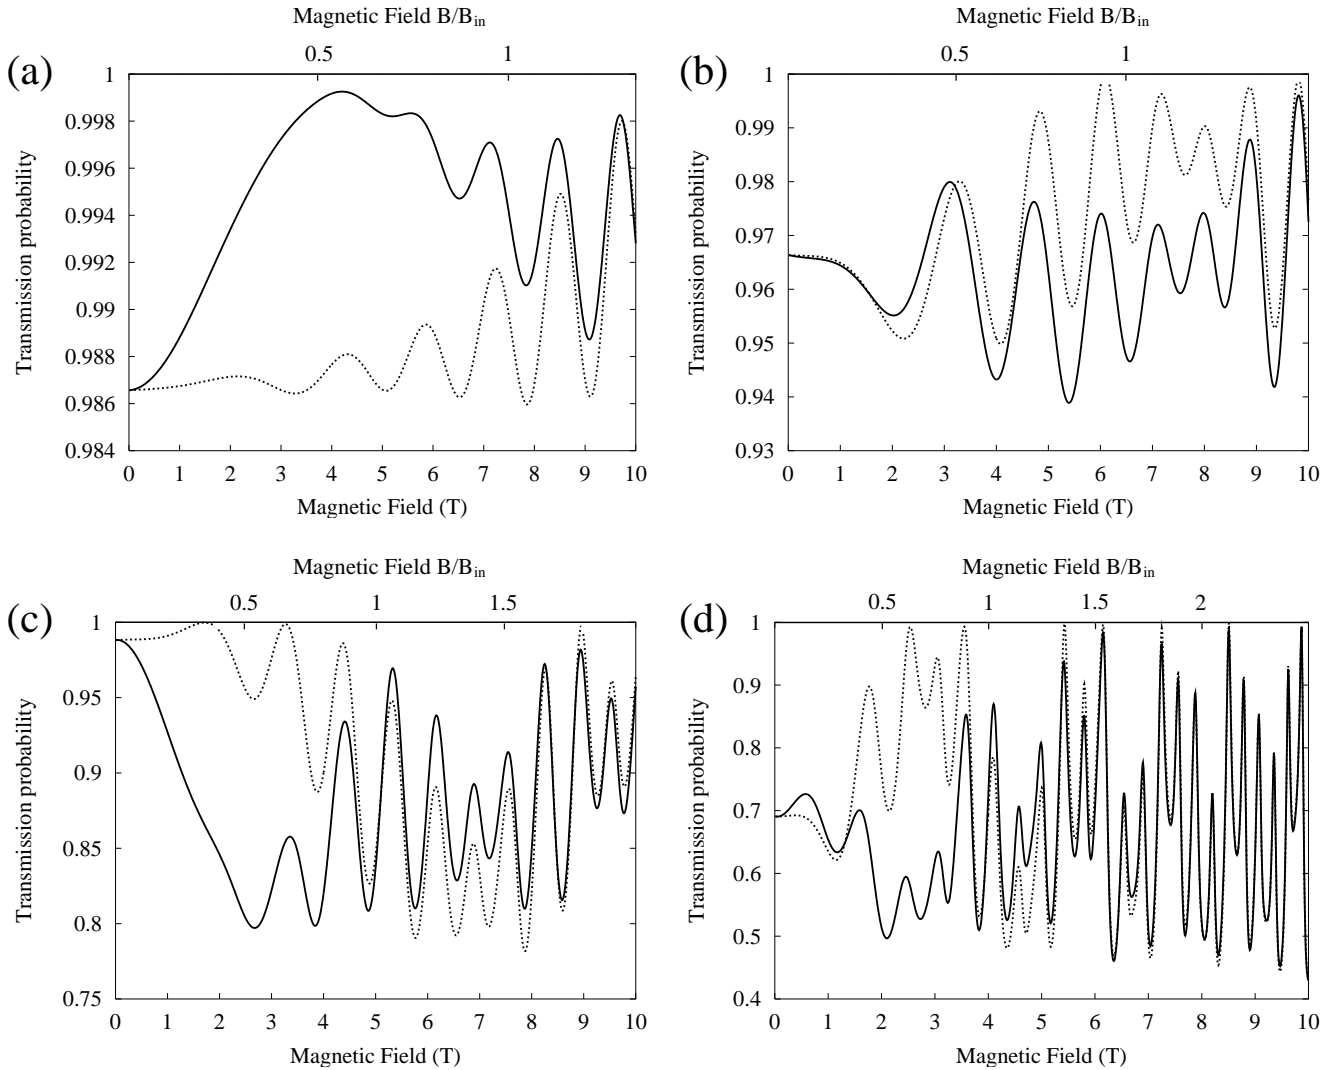 Magnetic Field B/Bin
0.5 1
(a)
1
0.998
0.996
0.994
0.992
0.99
0.988
0.986
0.984
Transmission probability
0 1 2 3 4 5 6 7 8 9 10
Magnetic Field (T)
Magnetic Field B/Bin
0.5 1
(b)
1
0.99
0.98
0.97
0.96
0.95
0.94
0.93
Transmission probability
0 1 2 3 4 5 6 7 8 9 10
Magnetic Field (T)
Magnetic Field B/Bin
0.5 1 1.5
(c)
1
0.95
0.9
0.85
0.8
0.75
Transmission probability
0 1 2 3 4 5 6 7 8 9 10
Magnetic Field (T)
Magnetic Field B/Bin
0.5 1 1.5 2
(d)
1
0.9
0.8
0.7
0.6
0.5
0.4
Transmission probability
0 1 2 3 4 5 6 7 8 9 10
Magnetic Field (T)